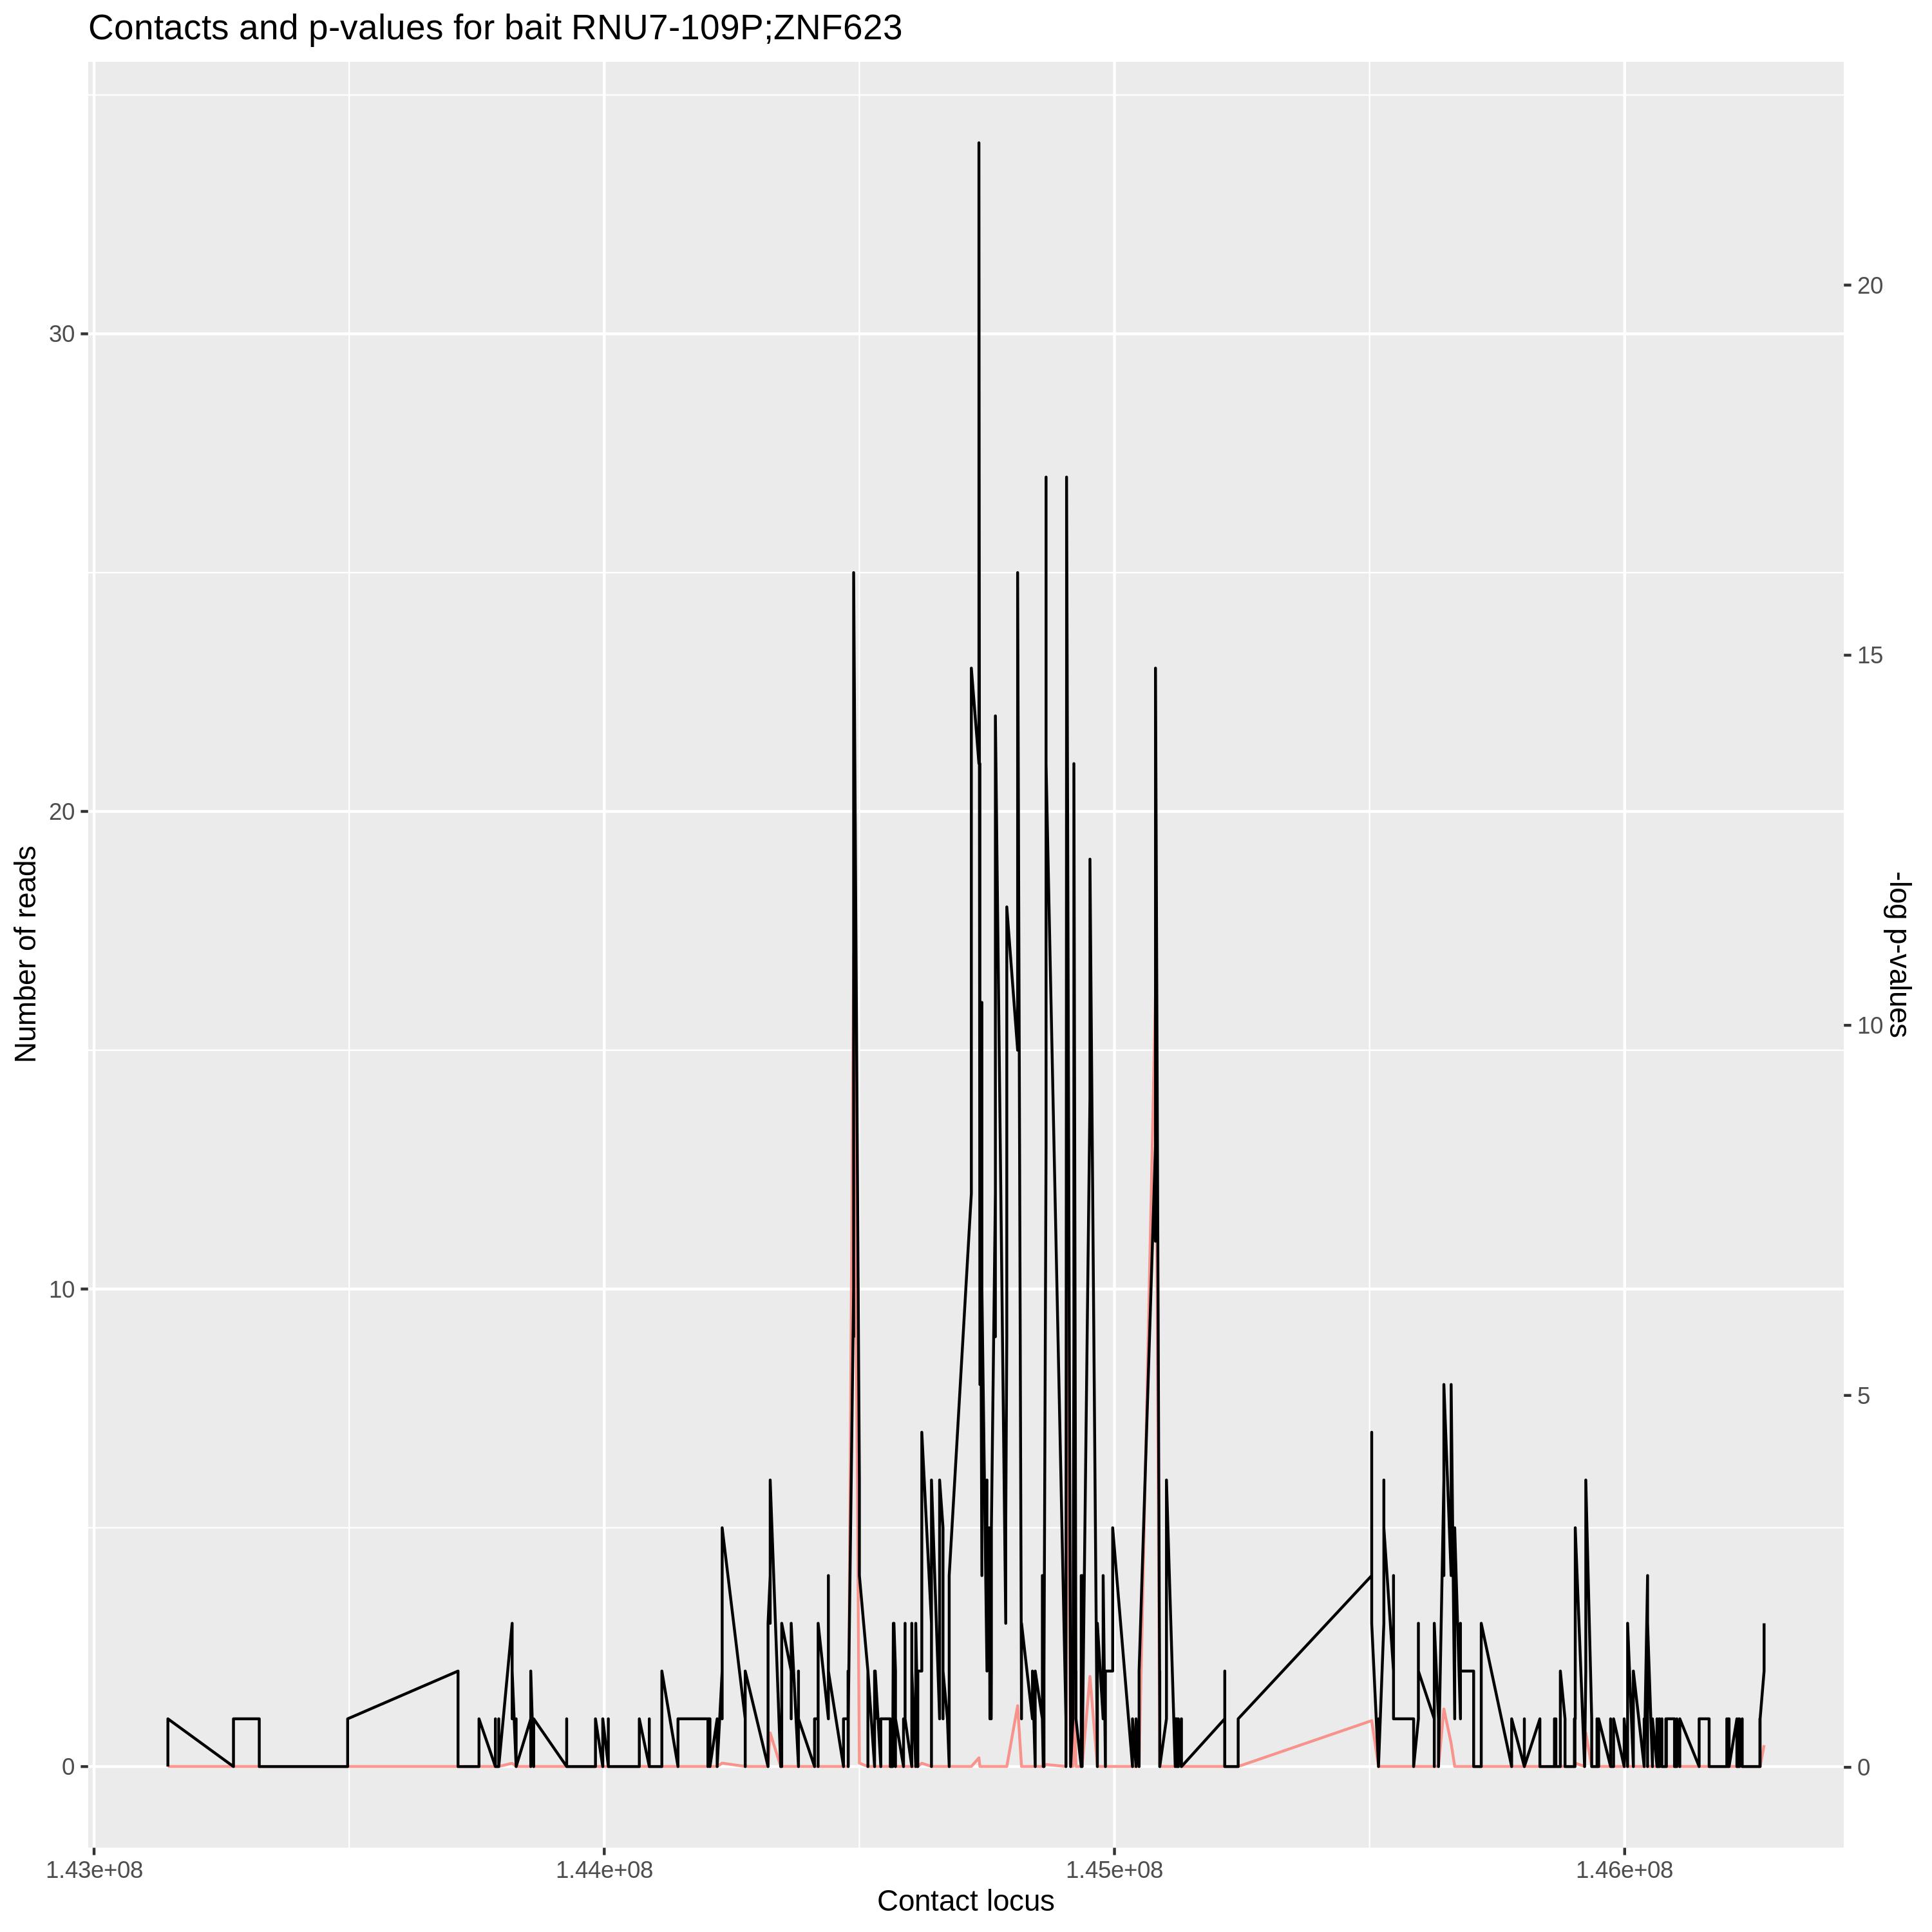 Contacts and p-values for bait RNU7-109P;ZNF623
30
20
10
0
Number of reads
20
15
10
5
0
-log p-values
1.43e+08
1.44e+08
1.45e+08
1.46e+08
Contact locus